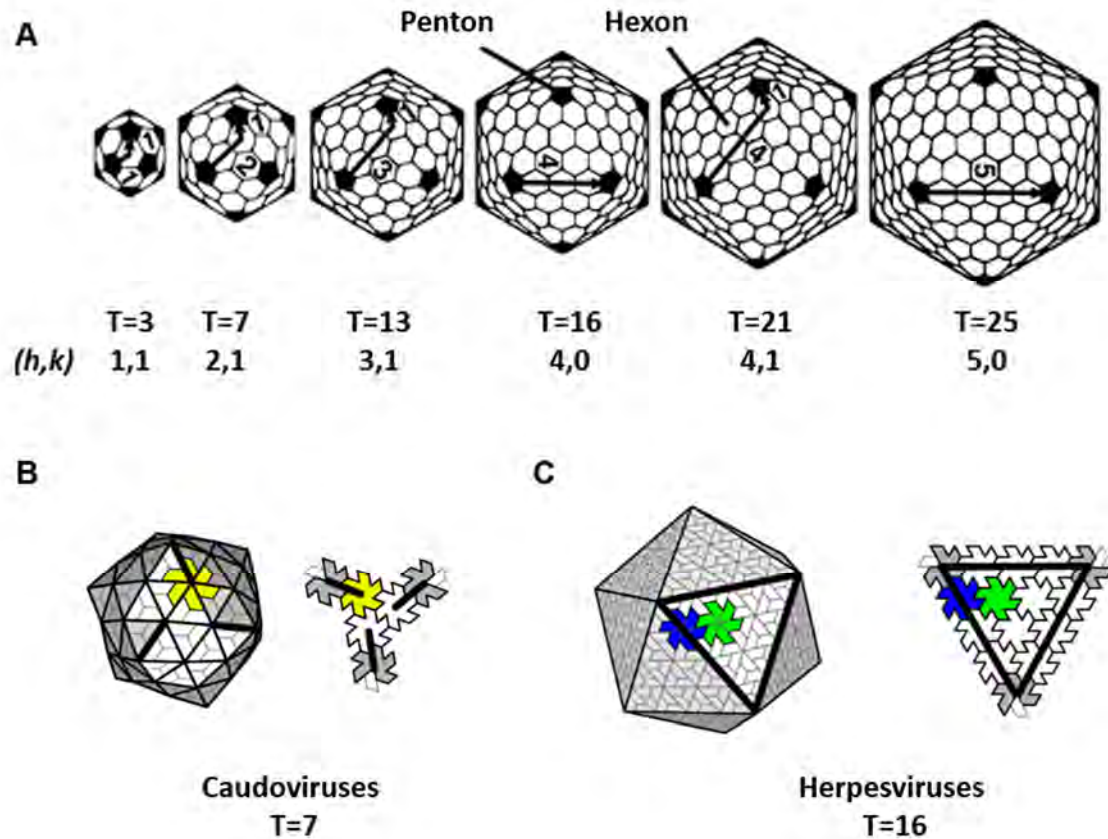 A
Penton Hexon
1 1
1 2
1 3
4
1 4
5
T=3 T=7 T=13 T=16 T=21 T=25
(h,k) 1,1 2,1 3,1 4,0 4,1 5,0
B C
Caudoviruses Herpesviruses
T=7 T=16